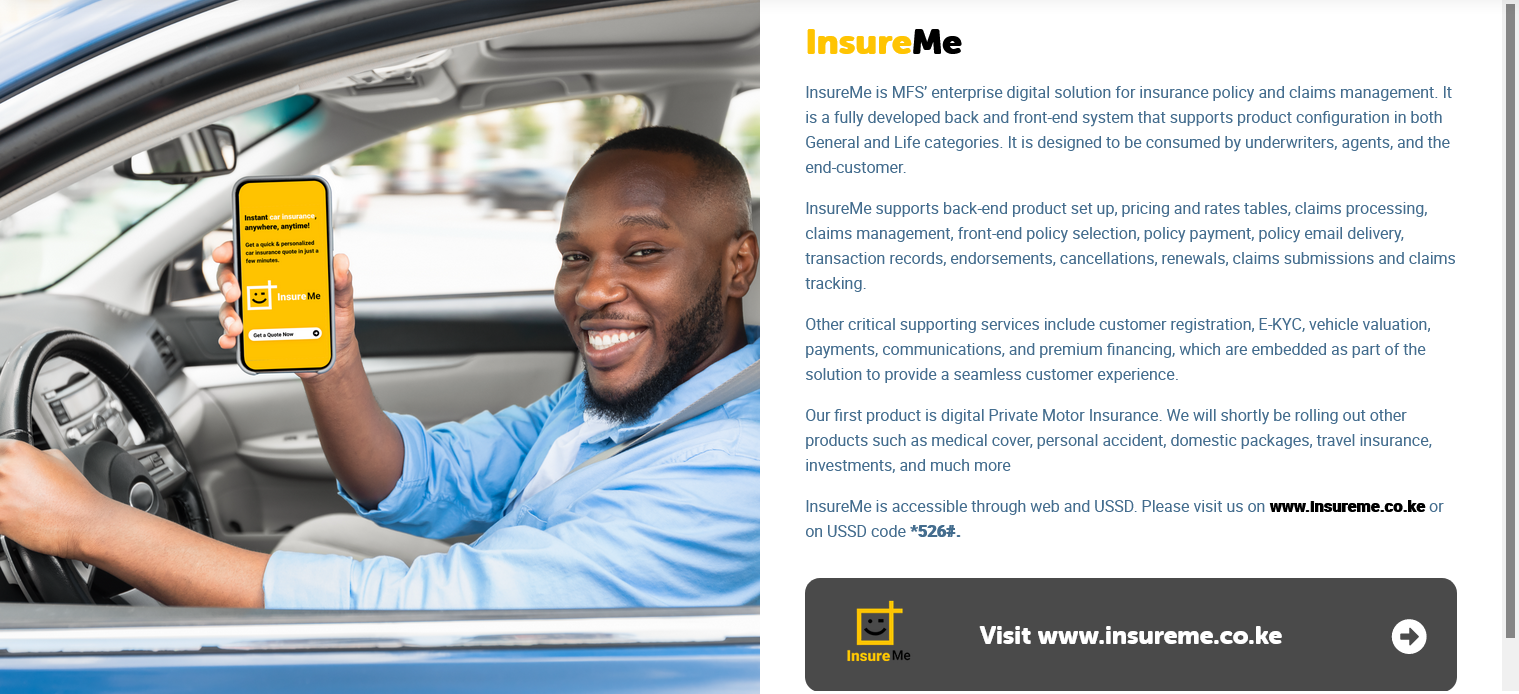 InsureMe
InsureMe is MFS’ enterprise digital solution for insurance policy and claims management. It
is a fully developed back and front-end system that supports product configuration in both
General and Life categories. It is designed to be consumed by underwriters, agents, and the
end-customer.
InsureMe supports back-end product set up, pricing and rates tables, claims processing,
claims management, front-end policy selection, policy payment, policy email delivery,
transaction records, endorsements, cancellations, renewals, claims submissions and claims
tracking.
Other critical supporting services include customer registration, E-KYC, vehicle valuation,
payments, communications, and premium financing, which are embedded as part of the
solution to provide a seamless customer experience.
Our first product is digital Private Motor Insurance. We will shortly be rolling out other
products such as medical cover, personal accident, domestic packages, travel insurance,
investments, and much more
InsureMe is accessible through web and USSD. Please visit us on www.insureme.co.ke or
on USSD code *526#.
InsureMe
Visit www.insureme.co.ke
Instant car insurance,
anywhere, anytime!
Get a quick & personalized
car insurance quote in just a
few minutes.
InsureMe
Get a Quote Now